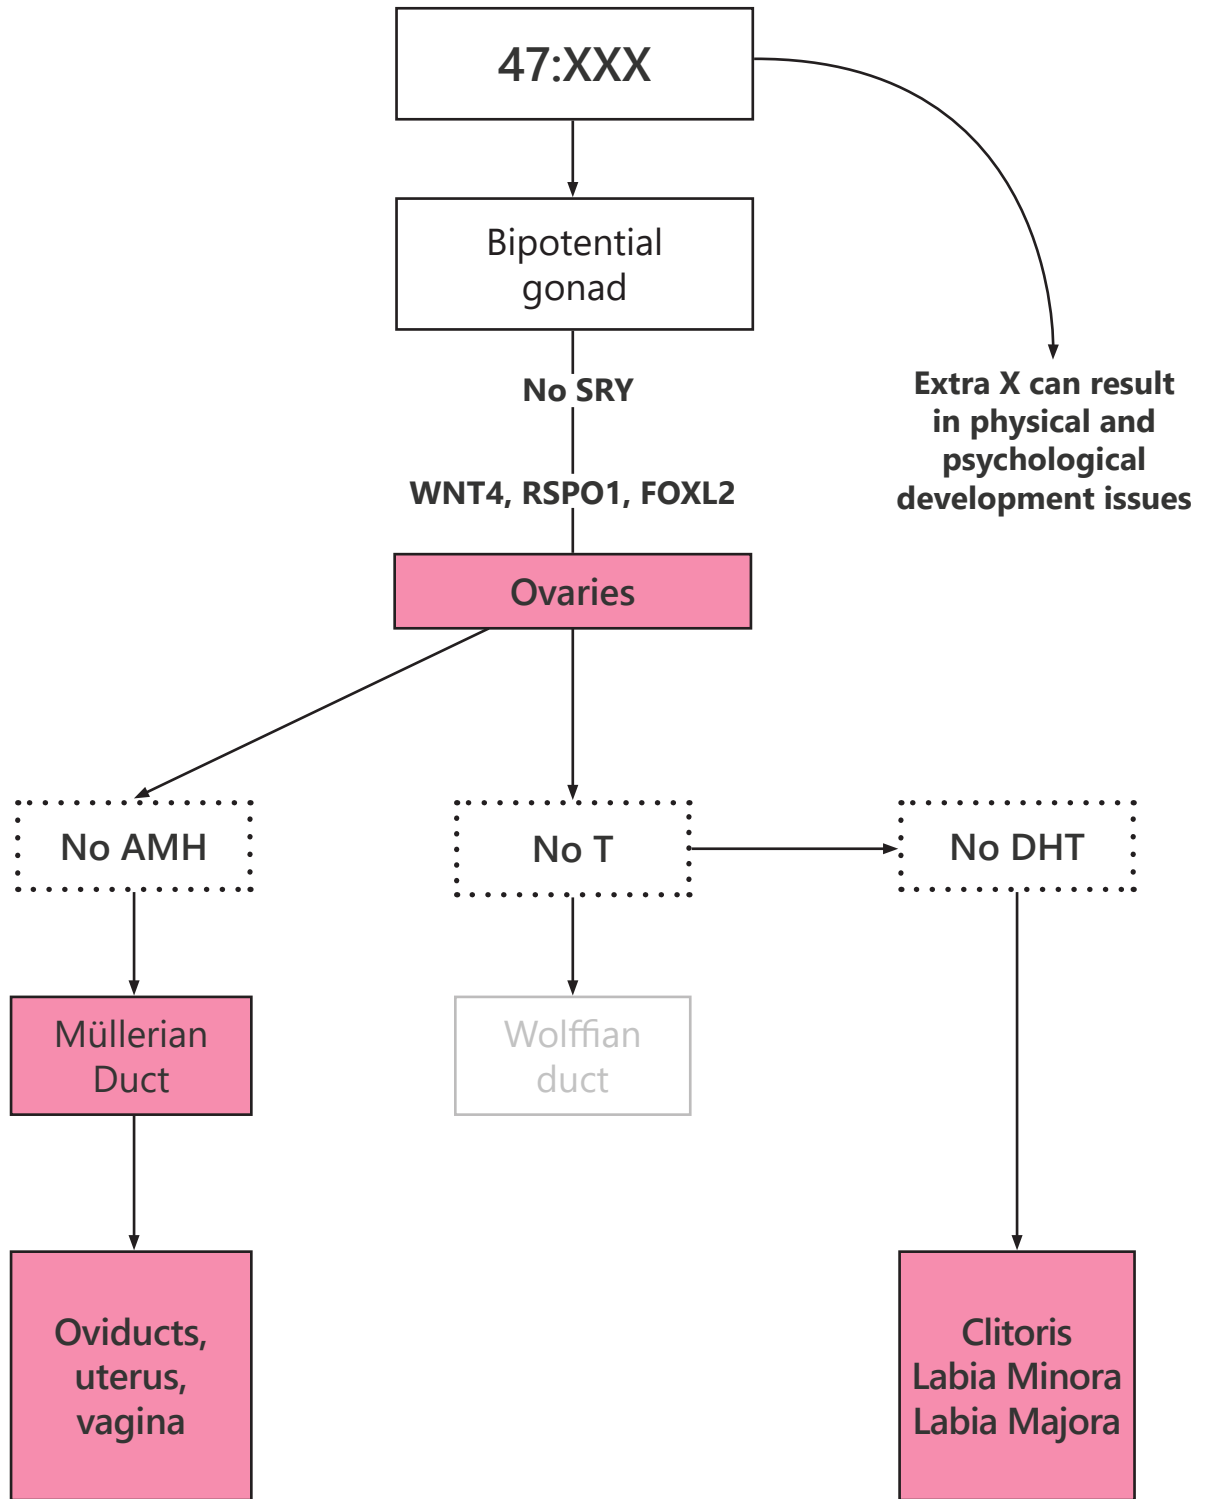 47:XXX
Bipotential
gonad
No SRY
WNT4, RSPO1, FOXL2
Extra X can result
in physical and
psychological
development issues
Ovaries
No AMH
No T
No DHT
Müllerian
Duct
Wolffian
duct
Oviducts,
uterus,
vagina
Clitoris
Labia Minora
Labia Majora